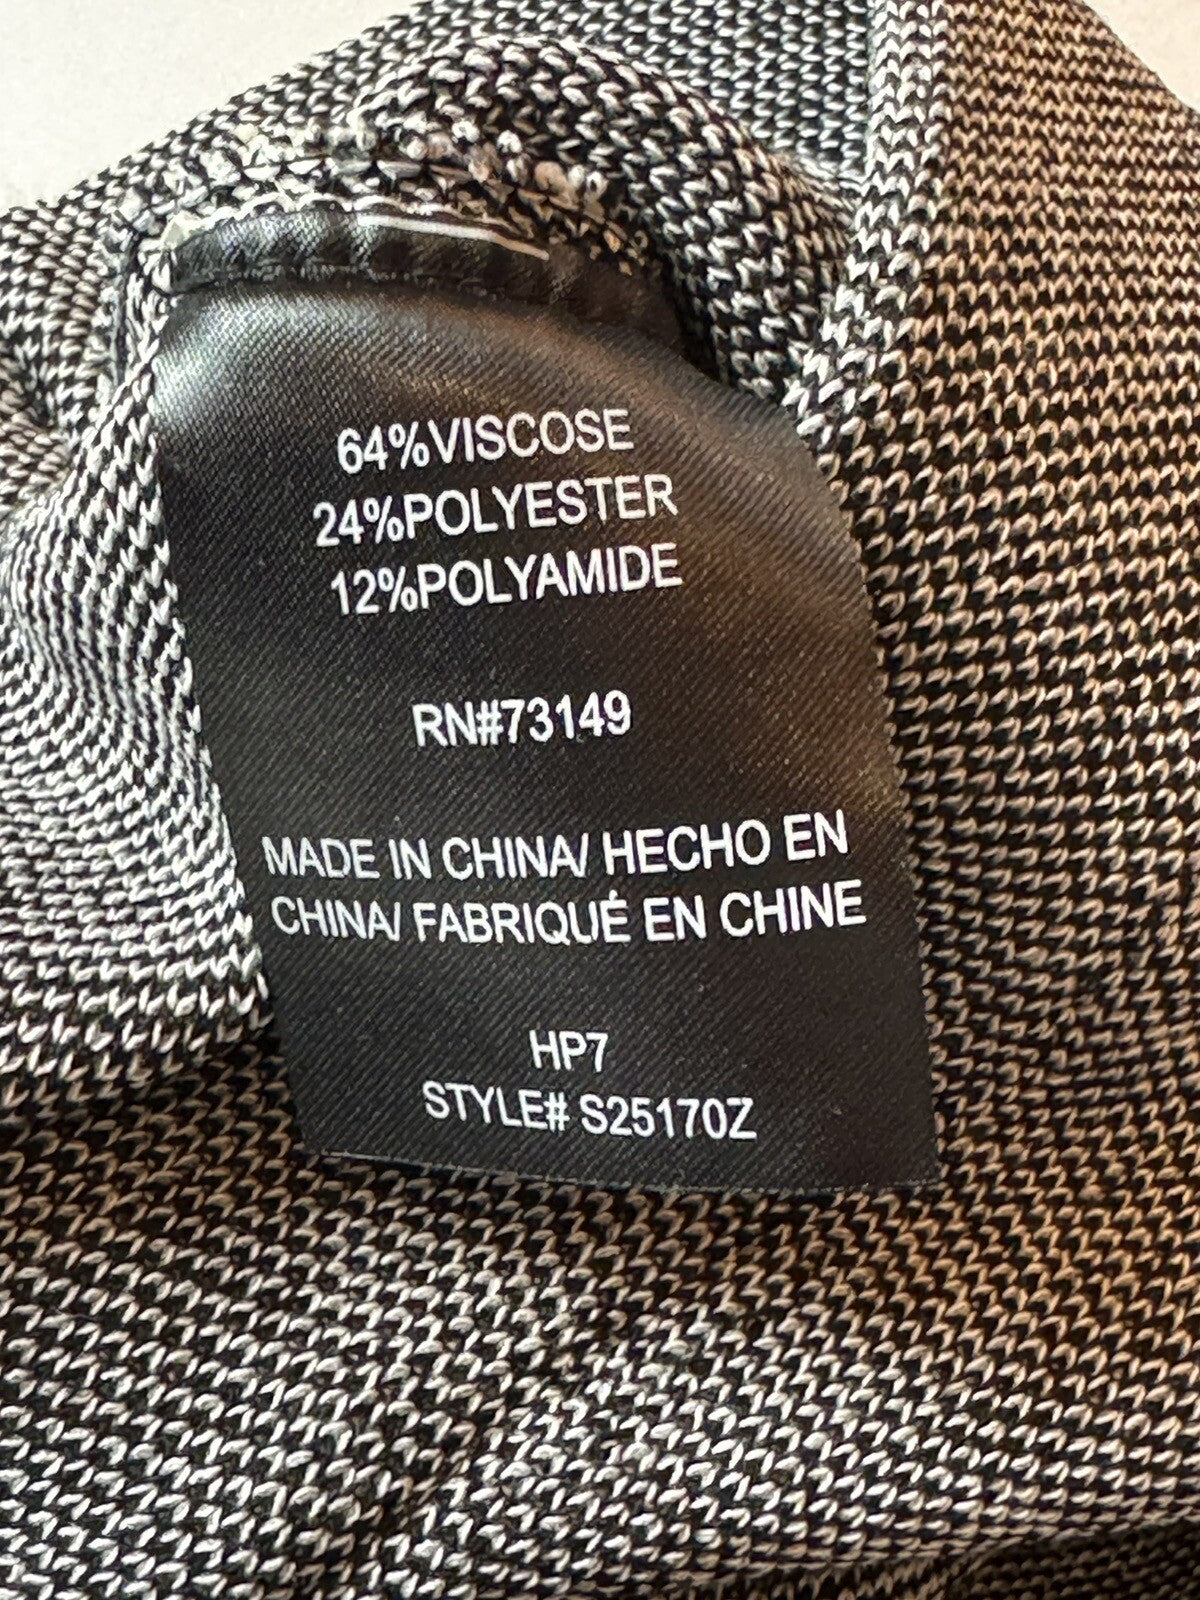 64%VISCOSE
24%POLYESTER
12%POLYAMIDE
RN#73149
MADE IN CHINA/ HECHO EN
CHINA/ FABRIQUÉ EN CHINE
HP7
STYLE# S25170Z